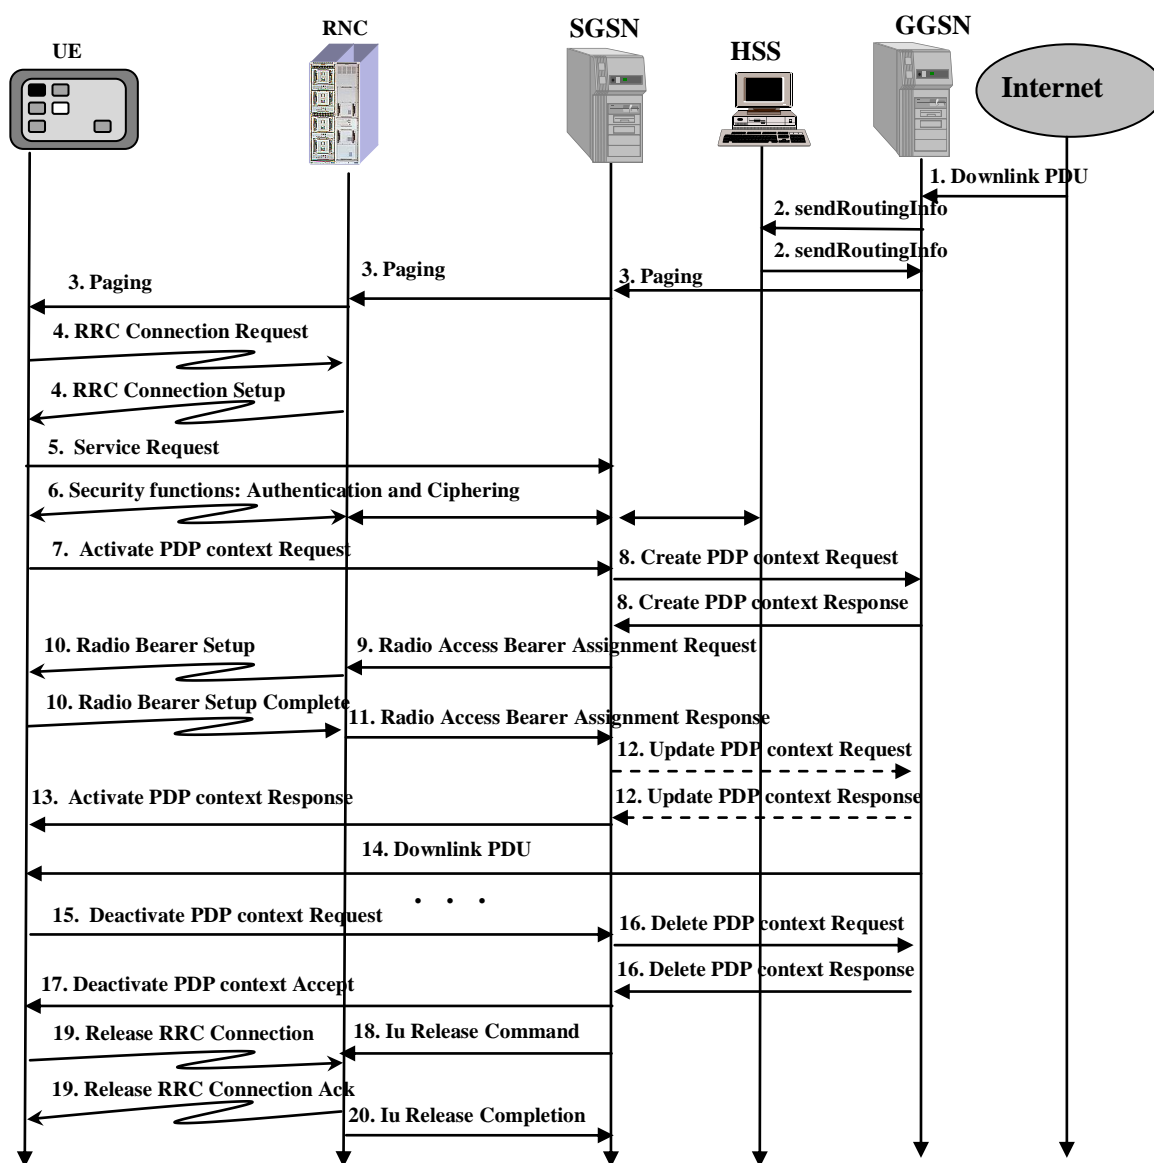 UE
RNC
SGSN
HSS
GGSN
Internet
1. Downlink PDU
2. sendRoutingInfo
2. sendRoutingInfo
3. Paging
3. Paging
3. Paging
4. RRC Connection Request
4. RRC Connection Setup
5. Service Request
6. Security functions: Authentication and Ciphering
7. Activate PDP context Request
8. Create PDP context Request
8. Create PDP context Response
9. Radio Access Bearer Assignment Request
10. Radio Bearer Setup
10. Radio Bearer Setup Complete
11. Radio Access Bearer Assignment Response
12. Update PDP context Request
12. Update PDP context Response
13. Activate PDP context Response
14. Downlink PDU
. . .
15. Deactivate PDP context Request
16. Delete PDP context Request
16. Delete PDP context Response
17. Deactivate PDP context Accept
18. Iu Release Command
19. Release RRC Connection
19. Release RRC Connection Ack
20. Iu Release Completion